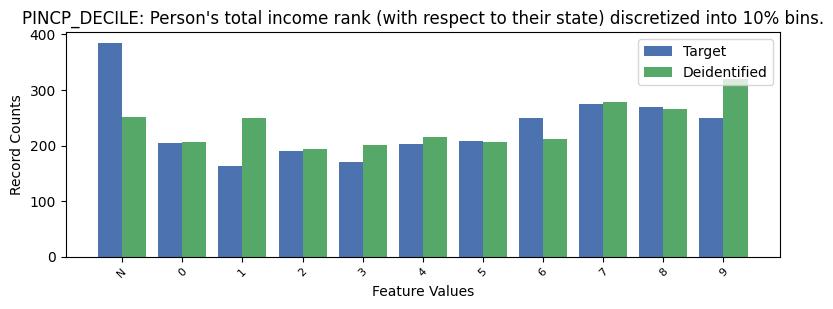 PINCP_DECILE: Person's total income rank (with respect to their state) discretized into 10% bins.
400
300
200
100
0
Record Counts
Target
Deidentified
N 0 1 2 3 4 5 6 7 8 9
Feature Values